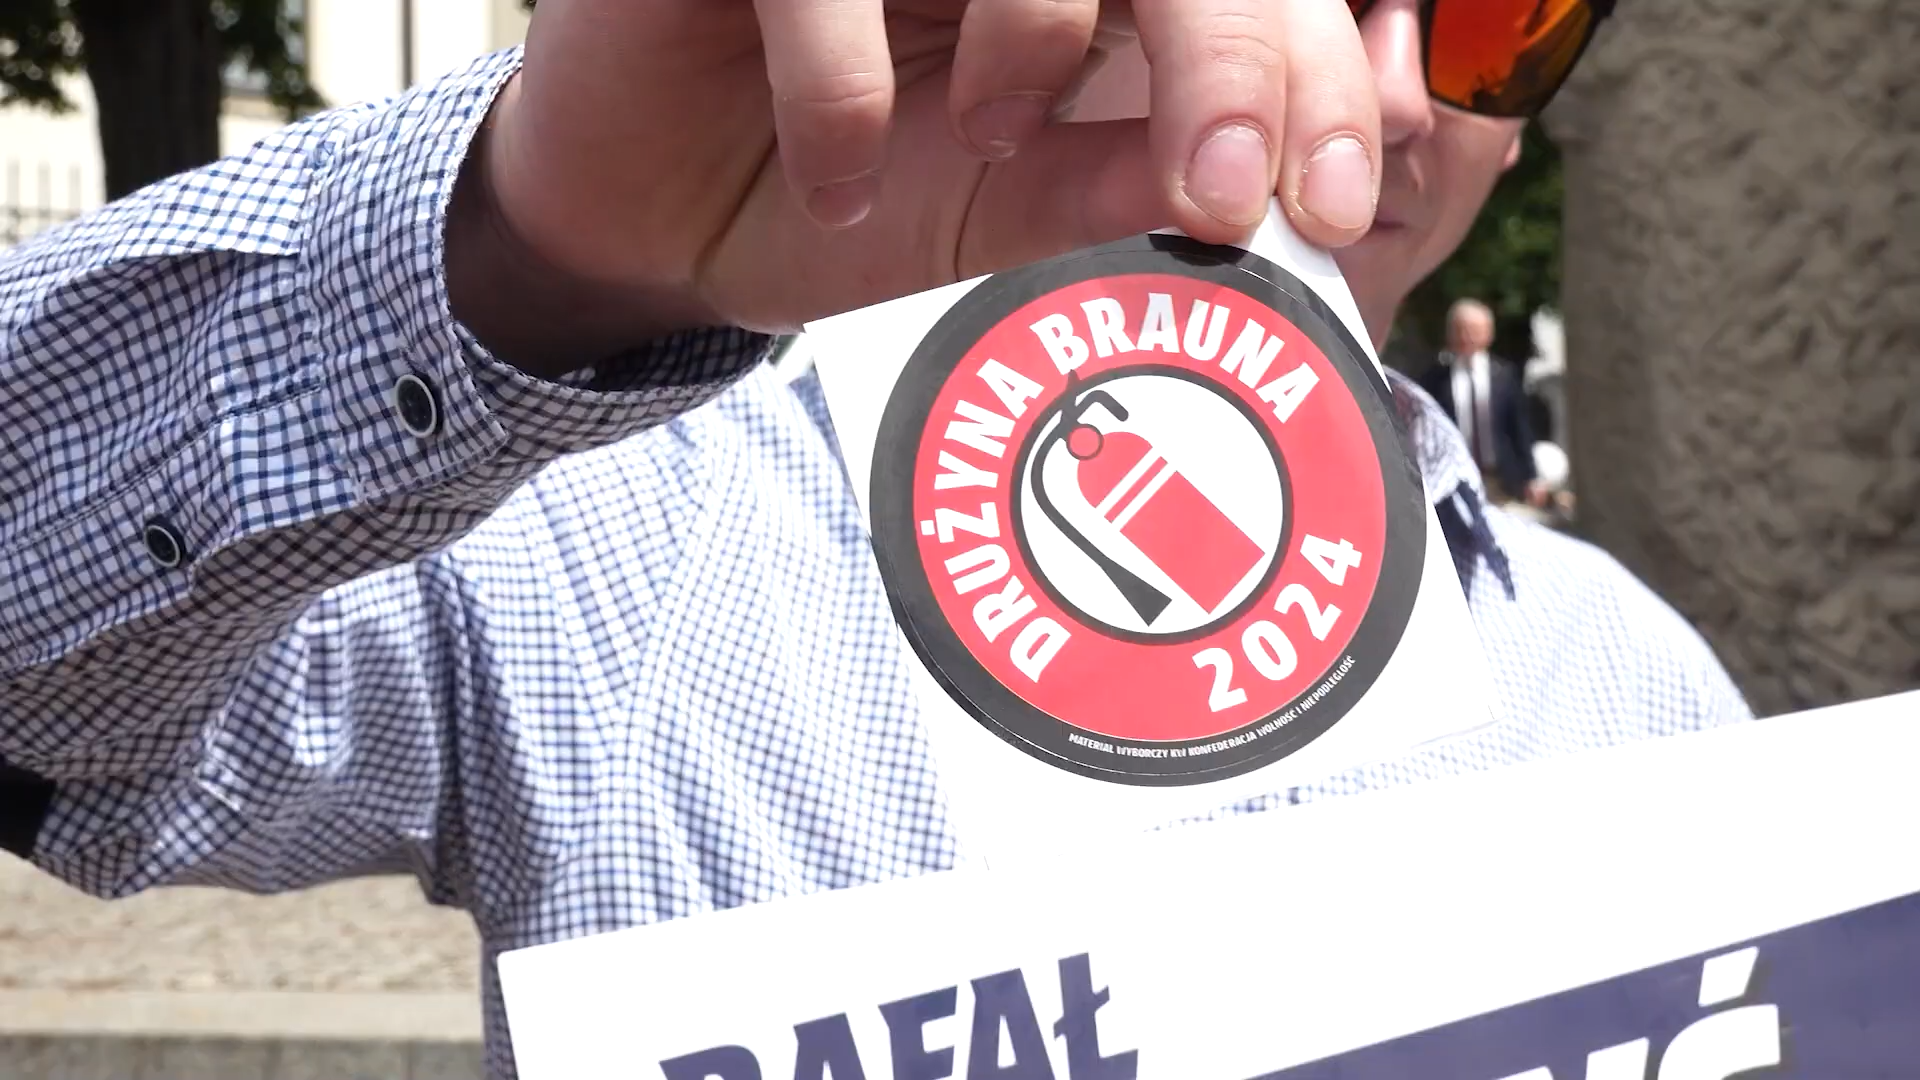 DRUŻYNA BRAUNA
2024
MATERIAŁ WYBORCZY KW KONFEDERACJA WOLNOŚĆ I NIEPODLEGŁOŚĆ
RAFAŁ